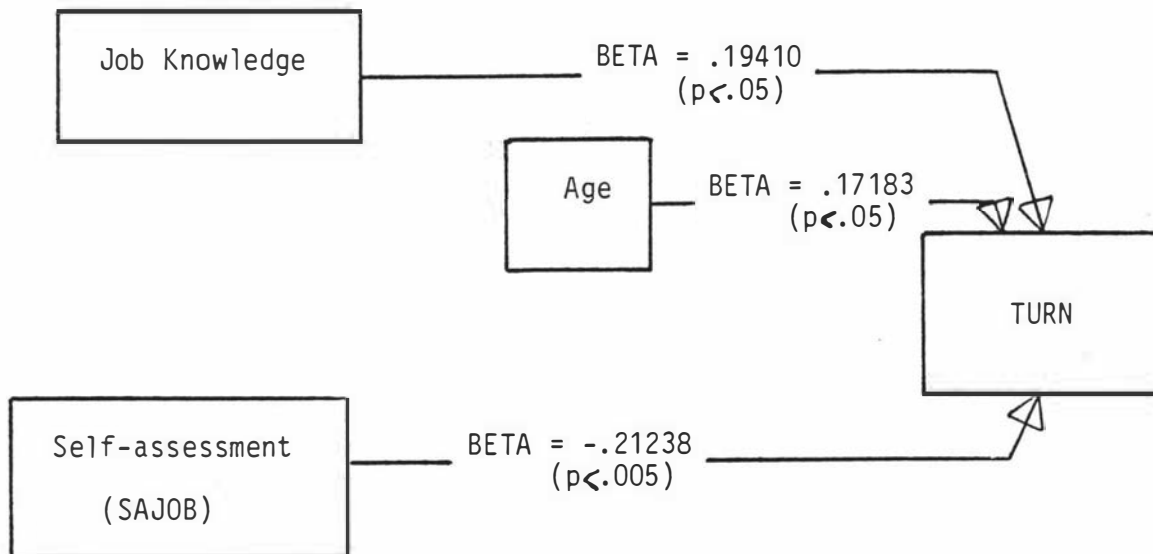 Job Knowledge
BETA = .19410
(p<.05)
Age
BETA = .17183
(p<.05)
TURN
Self-assessment
(SAJOB)
BETA = -.21238
(p<.005)